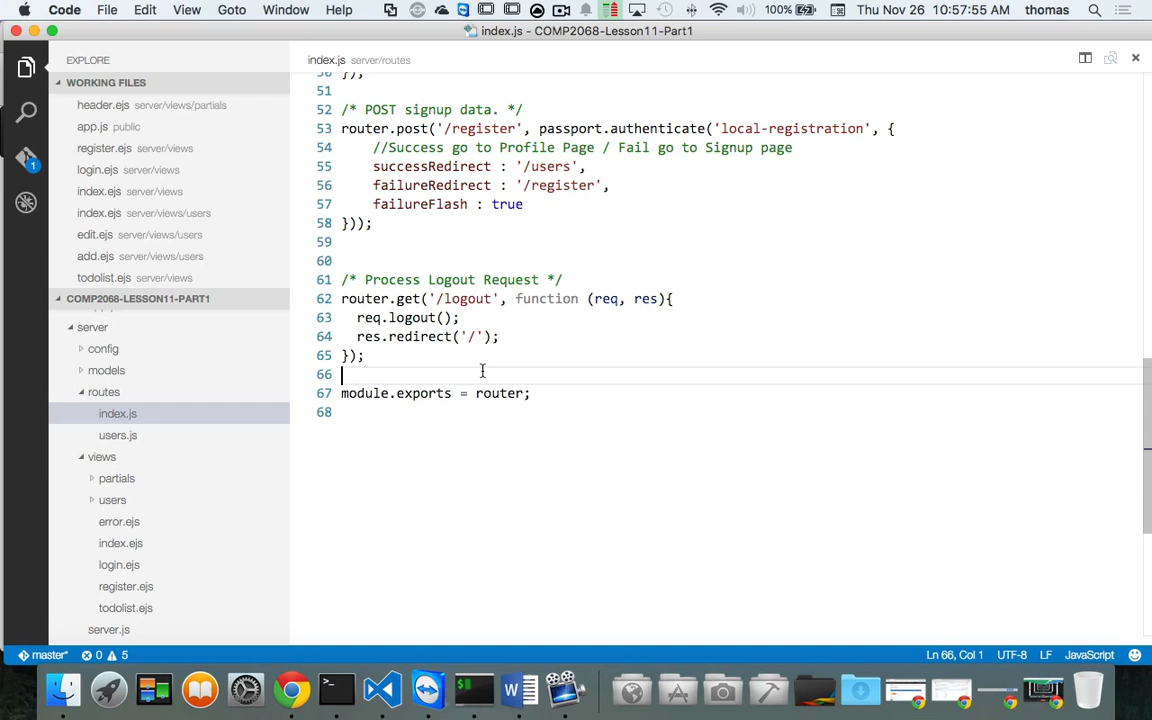 Code File Edit View Goto Window Help 100% Thu Nov 26 10:57:55 AM thomas
index.js - COMP2068-Lesson11-Part1
EXPLORE
index.js server/routes
WORKING FILES
header.ejs server/views/partials
app.js public
register.ejs server/views
login.ejs server/views
index.ejs server/views
index.ejs server/views/users
edit.ejs server/views/users
add.ejs server/views/users
todolist.ejs server/views
COMP2068-LESSON11-PART1
server
config
models
routes
index.js
users.js
views
partials
users
error.ejs
index.ejs
login.ejs
register.ejs
todolist.ejs
server.js
1
50 });
51
52 /* POST signup data. */
53 router.post('/register', passport.authenticate('local-registration', {
54 //Success go to Profile Page / Fail go to Signup page
55 successRedirect : '/users',
56 failureRedirect : '/register',
57 failureFlash : true
58 }));
59
60
61 /* Process Logout Request */
62 router.get('/logout', function (req, res){
63 req.logout();
64 res.redirect('/');
65 });
66
67 module.exports = router;
68
master* 0 5 Ln 66, Col 1 UTF-8 LF JavaScript